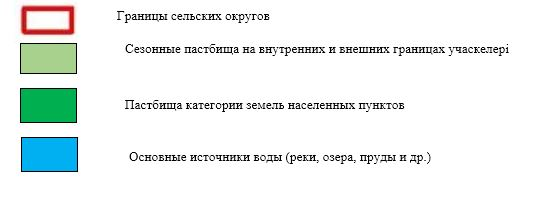 Границы сельских округов
Сезонные пастбища на внутренних и внешних границах учаскелері
Пастбища категории земель населенных пунктов
Основные источники воды (реки, озера, пруды и др.)